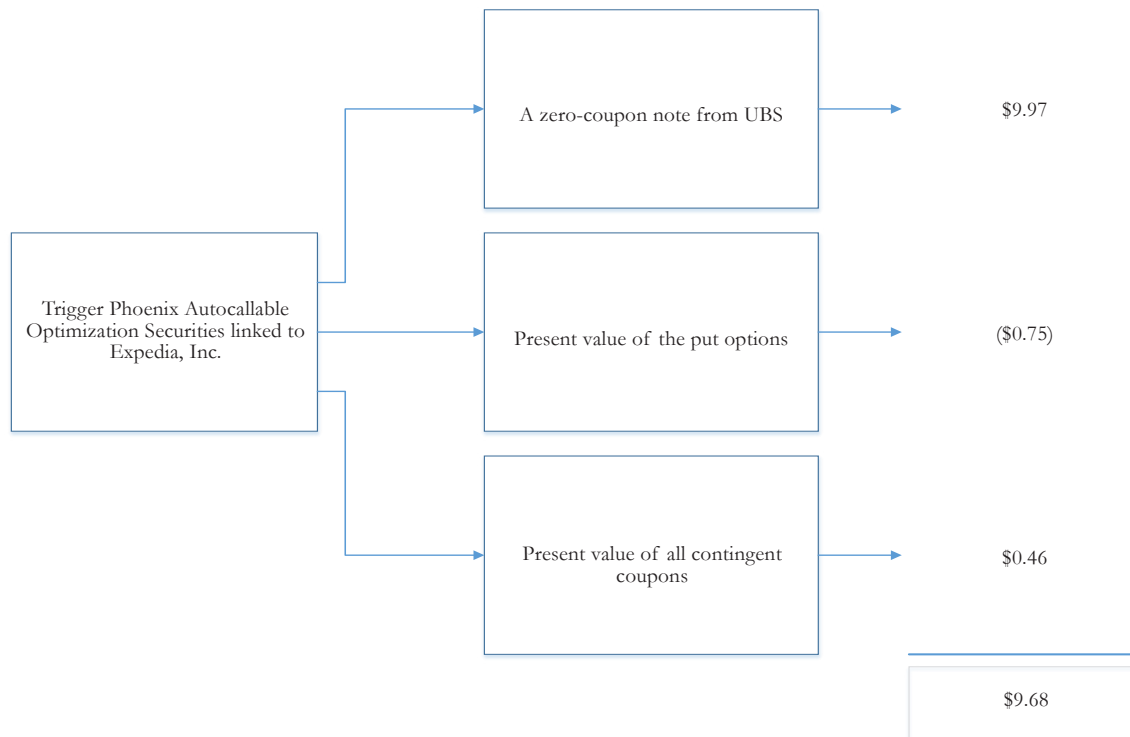 A zero-coupon note from UBS
$9.97
Trigger Phoenix Autocallable
Optimization Securities linked to
Expedia, Inc.
Present value of the put options
($0.75)
Present value of all contingent
coupons
$0.46
$9.68